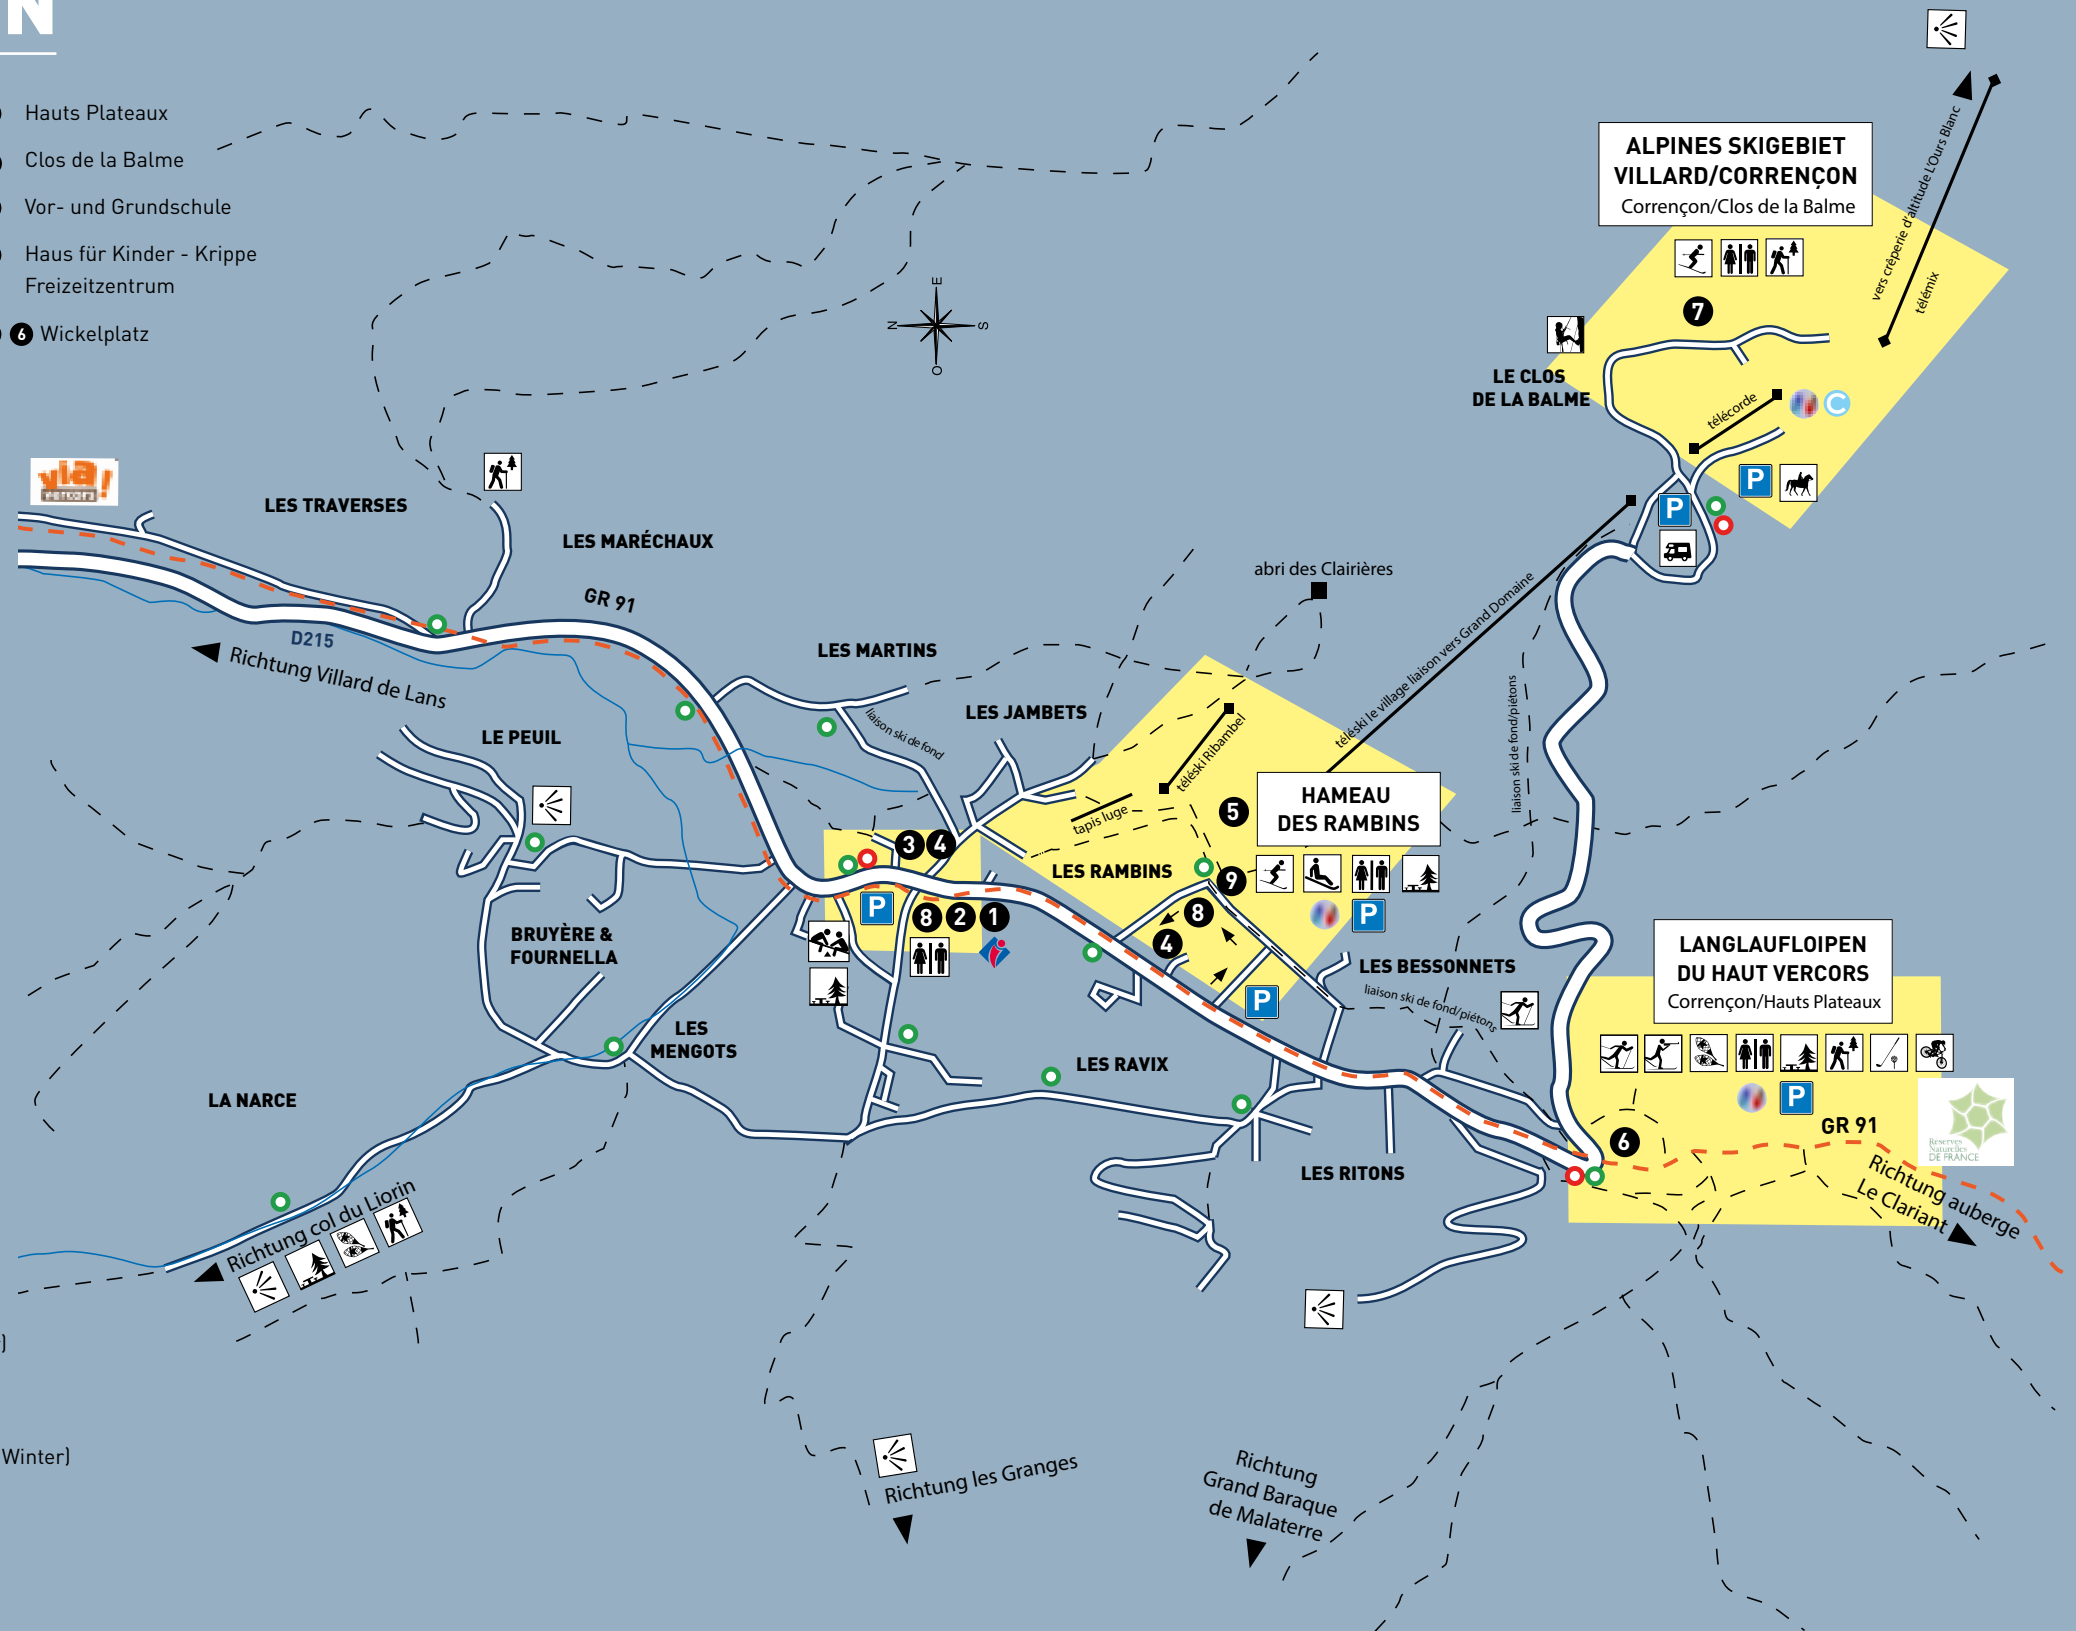 N
Hauts Plateaux
Clos de la Balme
Vor- und Grundschule
Haus für Kinder - Krippe
Freizeitzentrum
6 Wickelplatz
ALPINES SKIGEBIET
VILLARD/CORRENÇON
Corrençon/Clos de la Balme
vers crêperie d'altitude L'Ours Blanc
télémix
7
LE CLOS
DE LA BALME
télécorde
C
P
P
E
N
S
O
via!
vercors
LES TRAVERSES
LES MARÉCHAUX
GR 91
D215
Richtung Villard de Lans
abri des Clairières
LES MARTINS
liaison ski de fond
LES JAMBETS
téléski le village liaison vers Grand Domaine
liaison ski de fond/piétons
LE PEUIL
téléski Ribambel
tapis luge
5
HAMEAU
DES RAMBINS
3 4
LES RAMBINS
9
P
8 2 1
8
4
P
P
BRUYÈRE &
FOURNELLA
LES BESSONNETS
liaison ski de fond/piétons
LANGLAUFLOIPEN
DU HAUT VERCORS
Corrençon/Hauts Plateaux
P
LES
MENGOTS
LES RAVIX
LA NARCE
GR 91
6
Reserves
Naturelles
DE FRANCE
LES RITONS
Richtung auberge
Le Clariant
Richtung col du Liorin
)
Winter)
Richtung les Granges
Richtung
Grand Baraque
de Malaterre